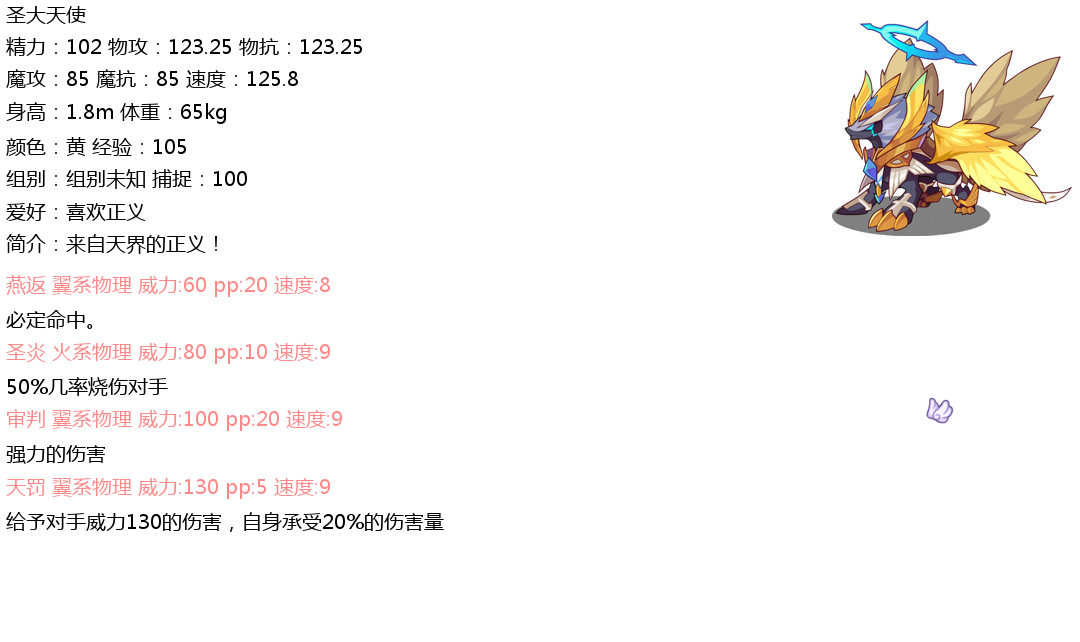 圣大天使
精力：102 物攻：123.25 物抗：123.25
魔攻：85 魔抗：85 速度：125.8
身高：1.8m 体重：65kg
颜色：黄 经验：105
组别：组别未知 捕捉：100
爱好：喜欢正义
简介：来自天界的正义！
燕返 翼系物理 威力:60 pp:20 速度:8
必定命中。
圣炎 火系物理 威力:80 pp:10 速度:9
50%几率烧伤对手
审判 翼系物理 威力:100 pp:20 速度:9
强力的伤害
天罚 翼系物理 威力:130 pp:5 速度:9
给予对手威力130的伤害，自身承受20%的伤害量